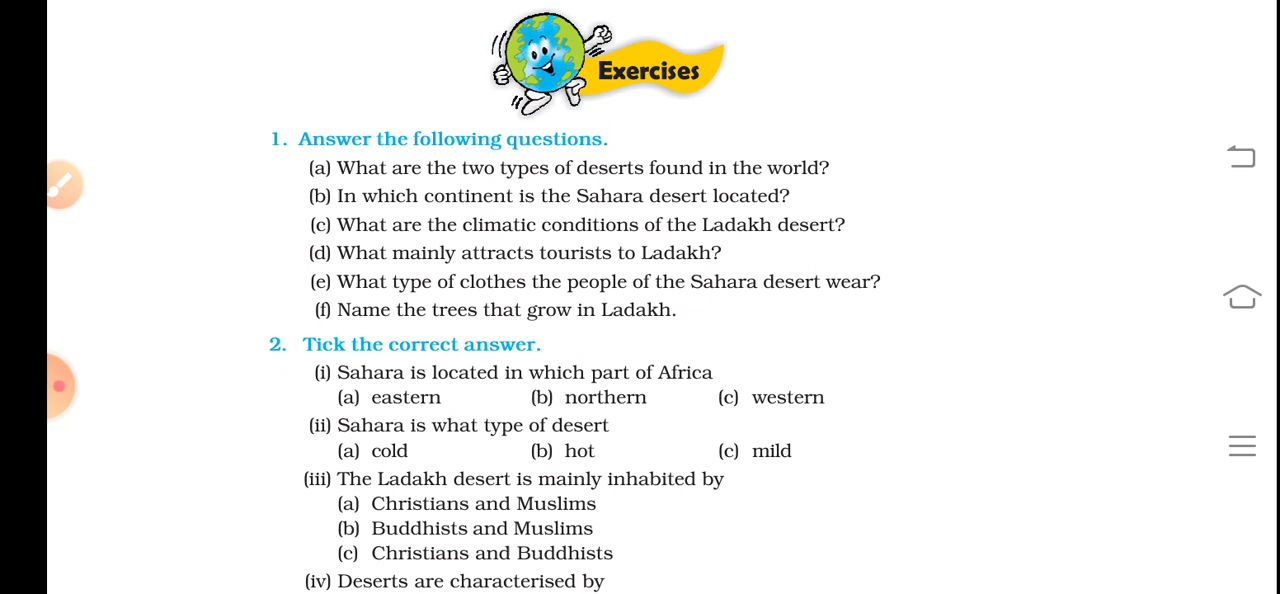 Exercises
1. Answer the following questions.
(a) What are the two types of deserts found in the world?
(b) In which continent is the Sahara desert located?
(c) What are the climatic conditions of the Ladakh desert?
(d) What mainly attracts tourists to Ladakh?
(e) What type of clothes the people of the Sahara desert wear?
(f) Name the trees that grow in Ladakh.
2. Tick the correct answer.
(i) Sahara is located in which part of Africa
(a) eastern (b) northern (c) western
(ii) Sahara is what type of desert
(a) cold (b) hot (c) mild
(iii) The Ladakh desert is mainly inhabited by
(a) Christians and Muslims
(b) Buddhists and Muslims
(c) Christians and Buddhists
(iv) Deserts are characterised by